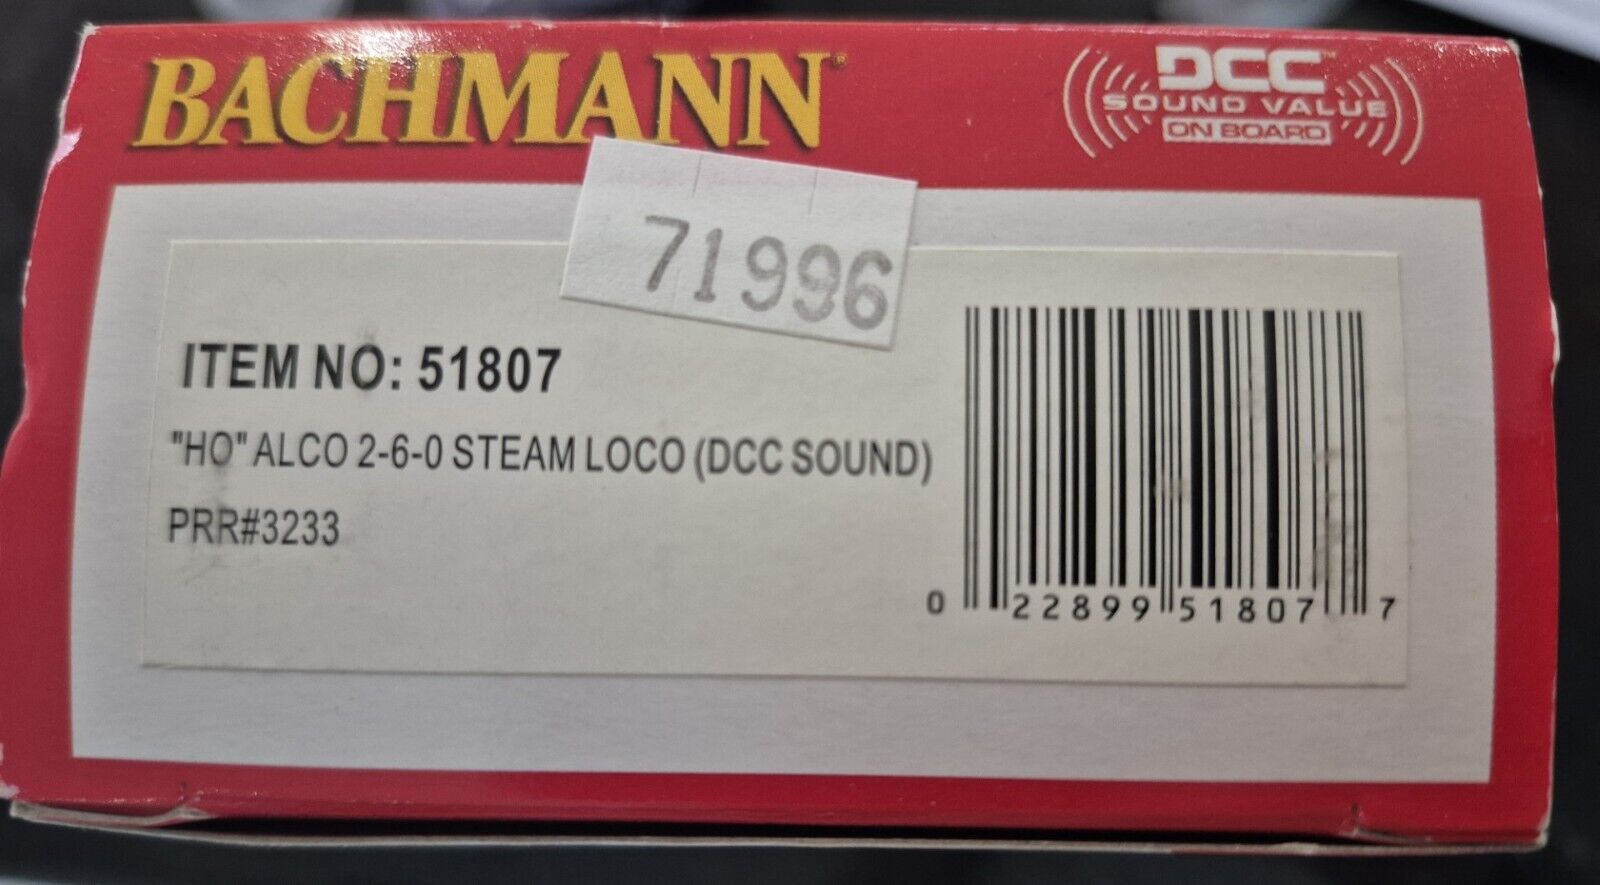 BACHMANN®
DCC™
SOUND VALUE
ON BOARD
71996
ITEM NO: 51807
"HO" ALCO 2-6-0 STEAM LOCO (DCC SOUND)
PRR#3233
0 22899 51807 7